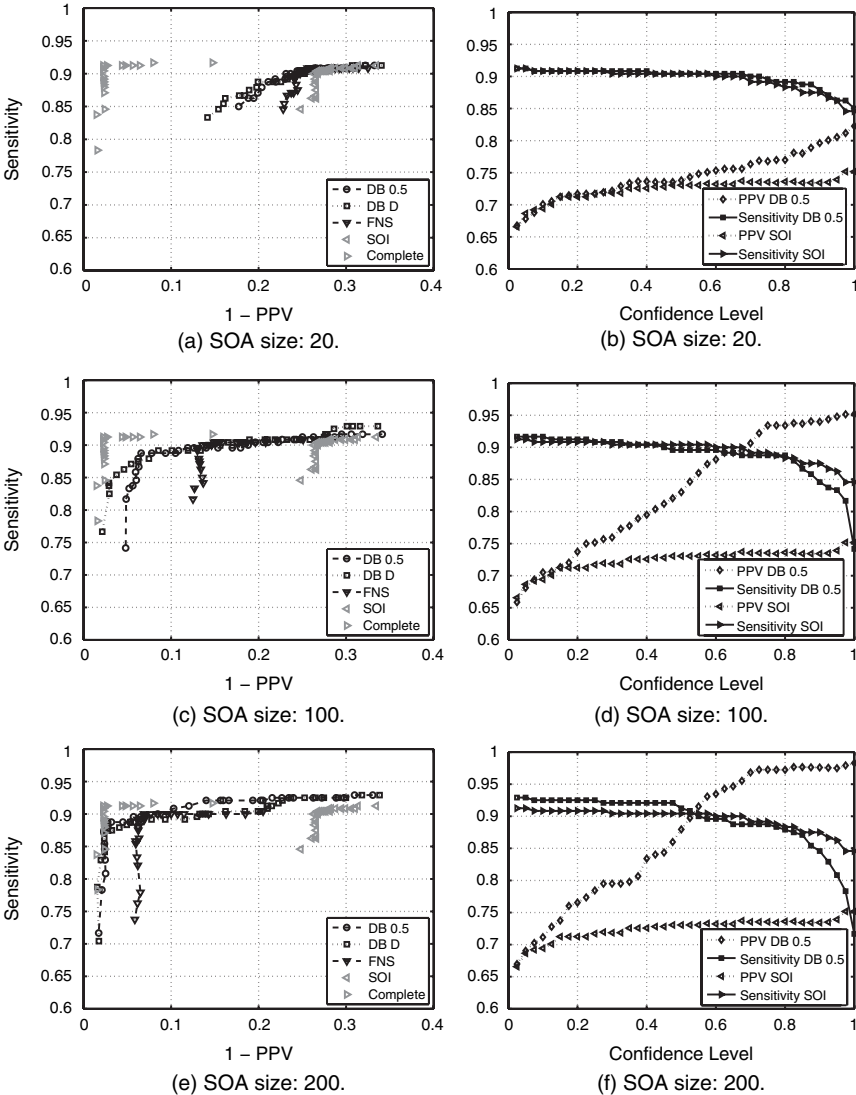 1
0.95
0.9
0.85
0.8
0.75
0.7
0.65
0.6
Sensitivity
0
0.1
0.2
0.3
0.4
1 − PPV
DB 0.5
DB D
FNS
SOI
Complete
(a) SOA size: 20.
1
0.95
0.9
0.85
0.8
0.75
0.7
0.65
0.6
0
0.2
0.4
0.6
0.8
1
Confidence Level
PPV DB 0.5
Sensitivity DB 0.5
PPV SOI
Sensitivity SOI
(b) SOA size: 20.
1
0.95
0.9
0.85
0.8
0.75
0.7
0.65
0.6
Sensitivity
0
0.1
0.2
0.3
0.4
1 − PPV
DB 0.5
DB D
FNS
SOI
Complete
(c) SOA size: 100.
1
0.95
0.9
0.85
0.8
0.75
0.7
0.65
0.6
0
0.2
0.4
0.6
0.8
1
Confidence Level
PPV DB 0.5
Sensitivity DB 0.5
PPV SOI
Sensitivity SOI
(d) SOA size: 100.
1
0.95
0.9
0.85
0.8
0.75
0.7
0.65
0.6
Sensitivity
0
0.1
0.2
0.3
0.4
1 − PPV
DB 0.5
DB D
FNS
SOI
Complete
(e) SOA size: 200.
1
0.95
0.9
0.85
0.8
0.75
0.7
0.65
0.6
0
0.2
0.4
0.6
0.8
1
Confidence Level
PPV DB 0.5
Sensitivity DB 0.5
PPV SOI
Sensitivity SOI
(f) SOA size: 200.